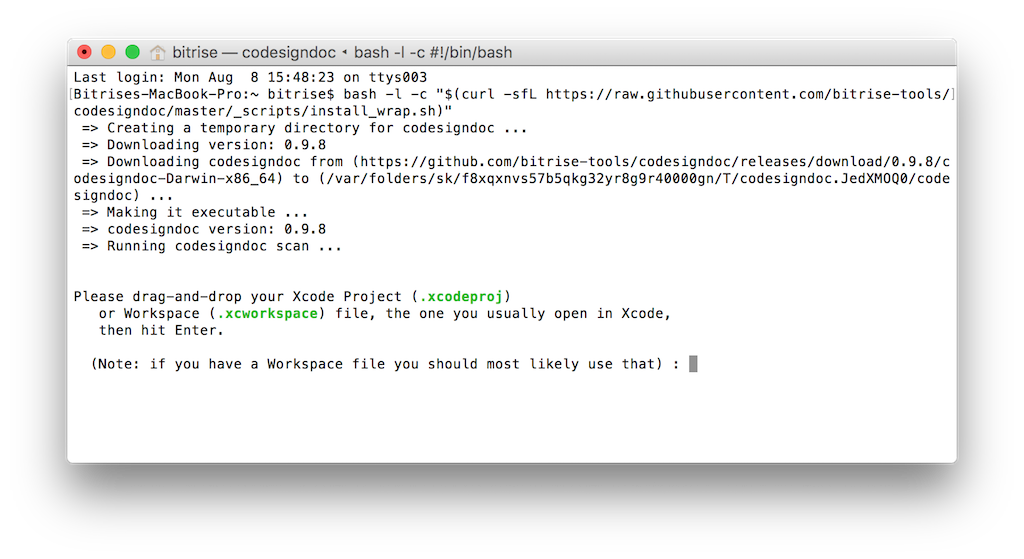 bitrise — codesigndoc ◂ bash -l -c #!/bin/bash
Last login: Mon Aug  8 15:48:23 on ttys003
[Bitrises-MacBook-Pro:~ bitrise$ bash -l -c "$(curl -sfL https://raw.githubusercontent.com/bitrise-tools/]
codesigndoc/master/_scripts/install_wrap.sh)"
 => Creating a temporary directory for codesigndoc ...
 => Downloading version: 0.9.8
 => Downloading codesigndoc from (https://github.com/bitrise-tools/codesigndoc/releases/download/0.9.8/c
odesigndoc-Darwin-x86_64) to (/var/folders/sk/f8xqxnvs57b5qkg32yr8g9r40000gn/T/codesigndoc.JedXMOQ0/code
signdoc) ...
 => Making it executable ...
 => codesigndoc version: 0.9.8
 => Running codesigndoc scan ...
Please drag-and-drop your Xcode Project (.xcodeproj)
   or Workspace (.xcworkspace) file, the one you usually open in Xcode,
   then hit Enter.
  (Note: if you have a Workspace file you should most likely use that) :